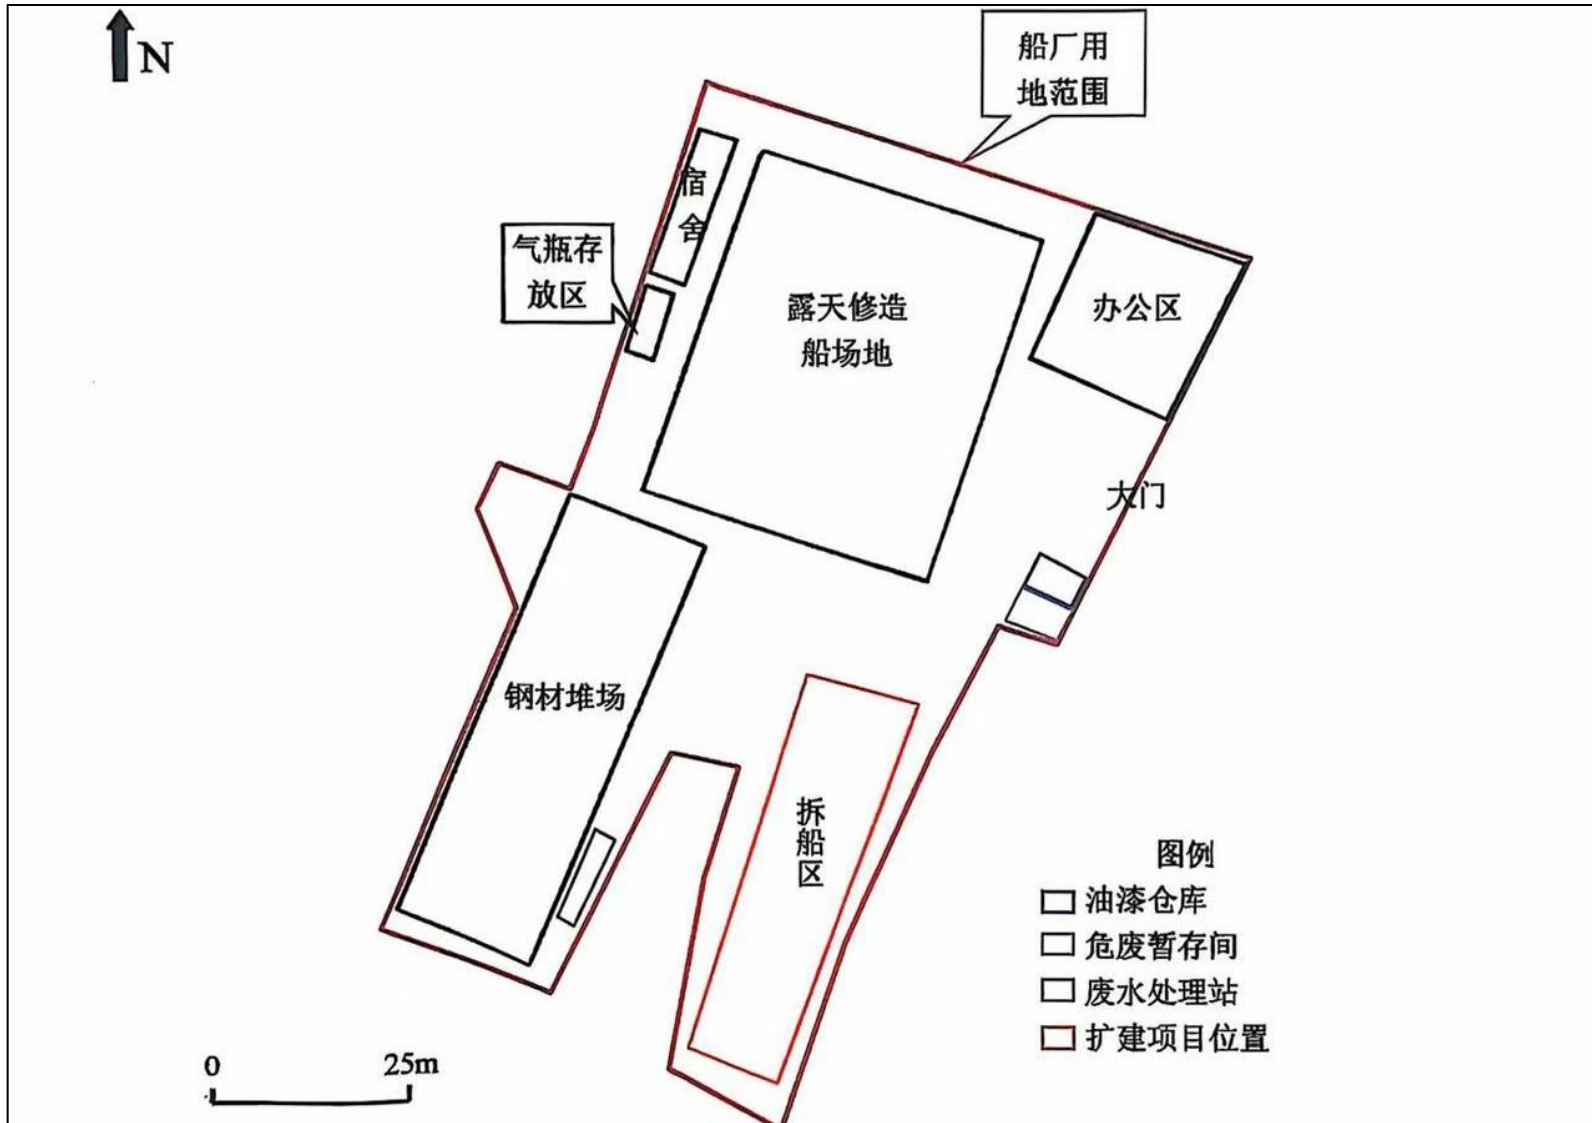 N
船厂用
地范围
宿
舍
气瓶存
放区
露天修造
船场地
办公区
大门
钢材堆场
拆
船
区
图例
油漆仓库
危废暂存间
废水处理站
扩建项目位置
0
25m